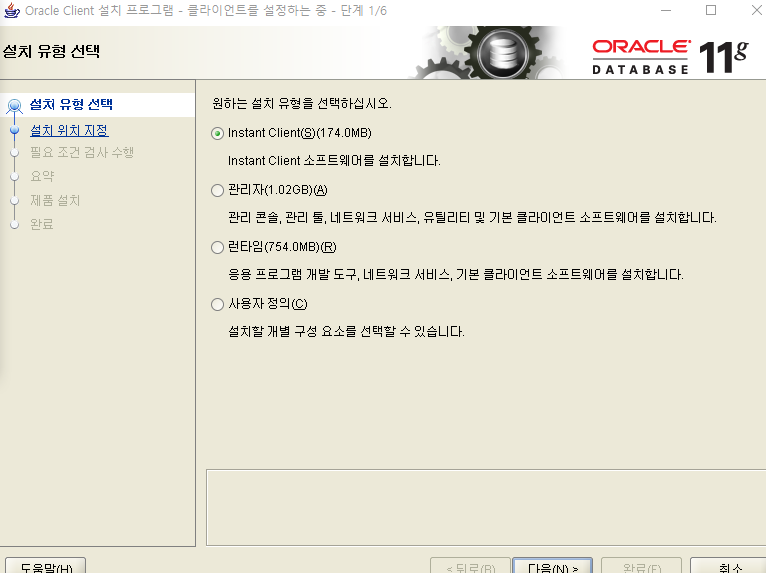 Oracle Client 설치 프로그램 - 클라이언트를 설정하는 중 - 단계 1/6
설치 유형 선택
ORACLE®
DATABASE 11g
설치 유형 선택
설치 위치 지정
필요 조건 검사 수행
요약
제품 설치
완료
원하는 설치 유형을 선택하십시오.
Instant Client(S)(174.0MB)
Instant Client 소프트웨어를 설치합니다.
관리자(1.02GB)(A)
관리 콘솔, 관리 툴, 네트워크 서비스, 유틸리티 및 기본 클라이언트 소프트웨어를 설치합니다.
런타임(754.0MB)(R)
응용 프로그램 개발 도구, 네트워크 서비스, 기본 클라이언트 소프트웨어를 설치합니다.
사용자 정의(C)
설치할 개별 구성 요소를 선택할 수 있습니다.
도움말(H)
< 뒤로(B)
다음(N) >
완료(F)
취소